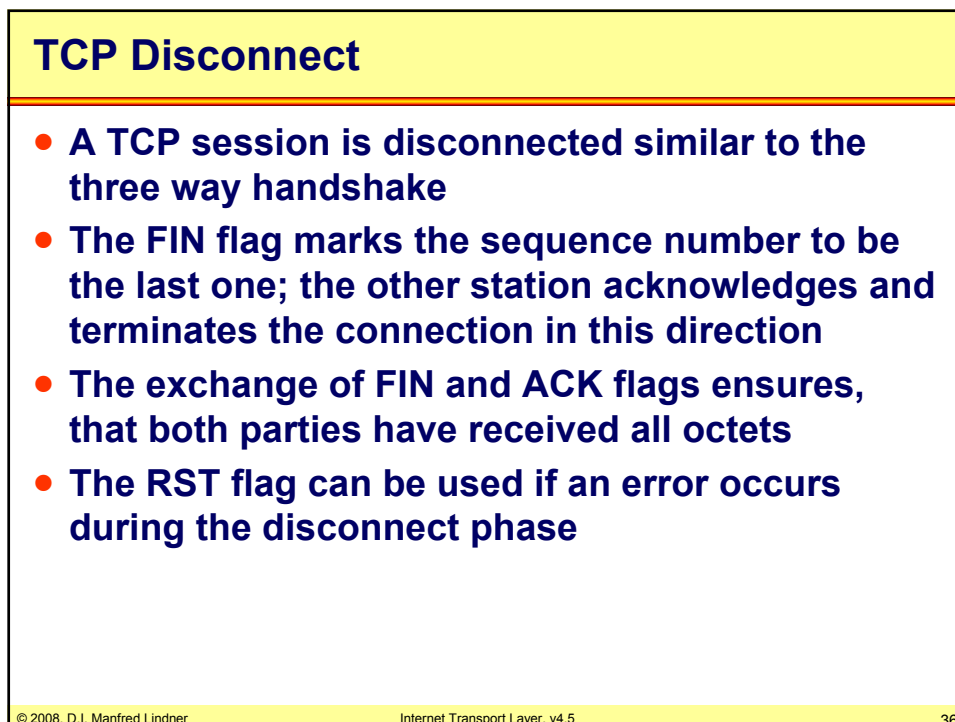 TCP Disconnect
● A TCP session is disconnected similar to the
three way handshake
● The FIN flag marks the sequence number to be
the last one; the other station acknowledges and
terminates the connection in this direction
● The exchange of FIN and ACK flags ensures,
that both parties have received all octets
● The RST flag can be used if an error occurs
during the disconnect phase
© 2008, D.I. Manfred Lindner Internet Transport Layer, v4.5 36